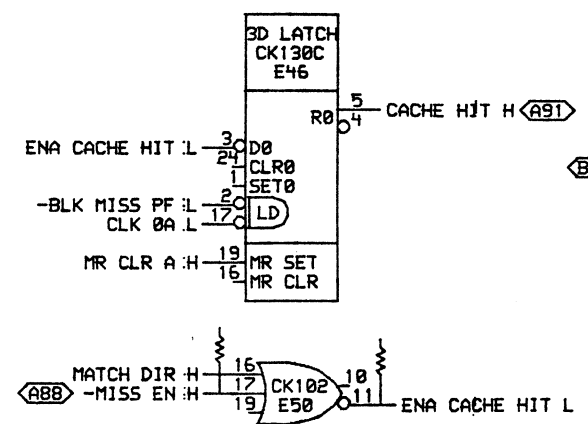 3D LATCH
CK130C
E46
R0
5 CACHE HIT H A91
4
ENA CACHE HIT L 3 D0
24 CLR0
1 SET0
B
-BLK MISS PF L 2 LD
CLK 0A L 17
MR CLR A H 19 MR SET
16 MR CLR
MATCH DIR H 16
A88 -MISS EN H 17
19
CK102
E50
10
11 ENA CACHE HIT L